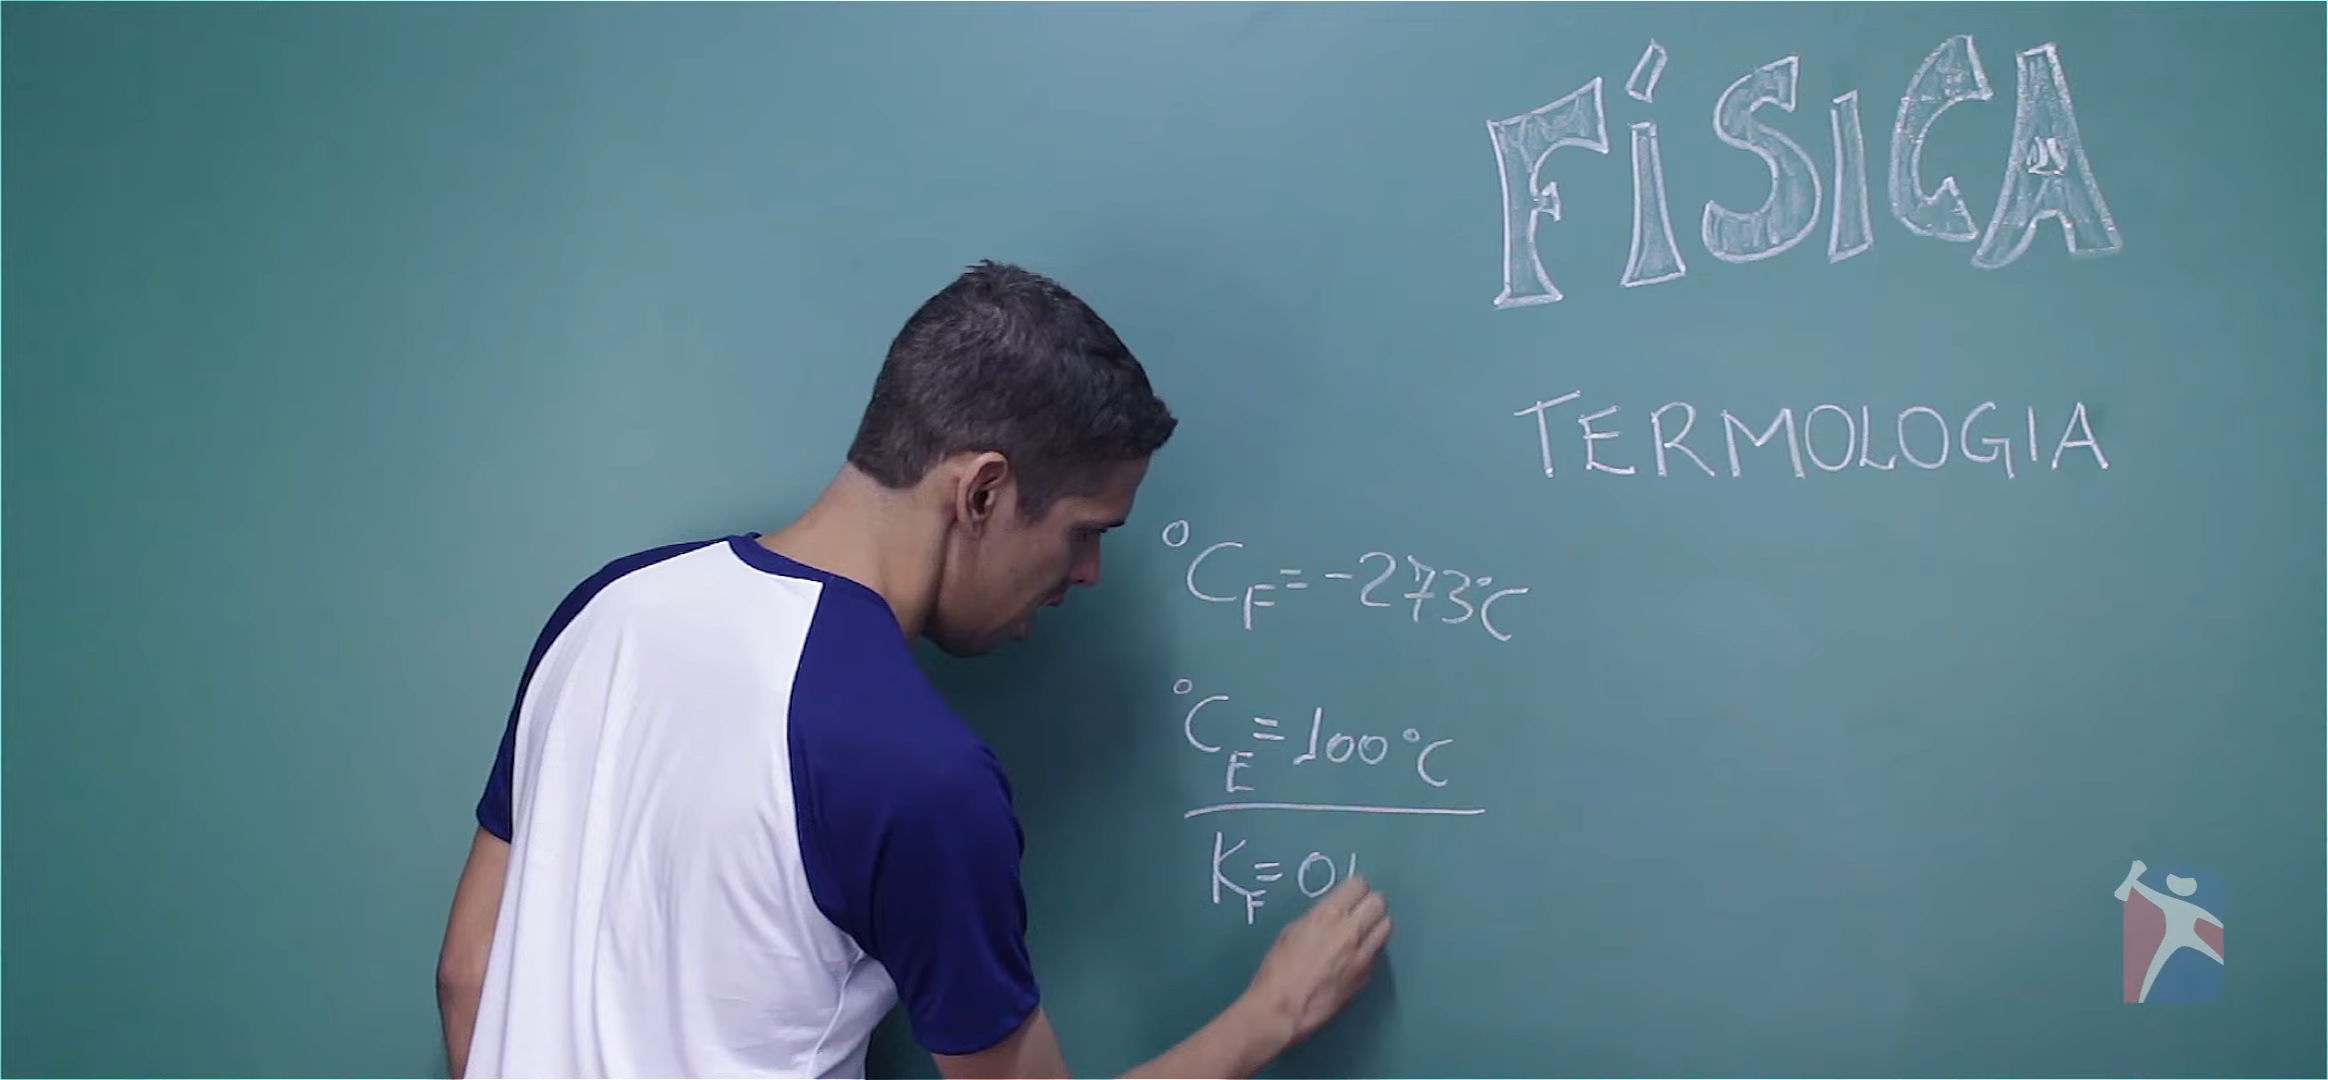 FÍSICA
TERMOLOGIA
°C_F = -273°C
°C_E = 100°C
K_F = 0